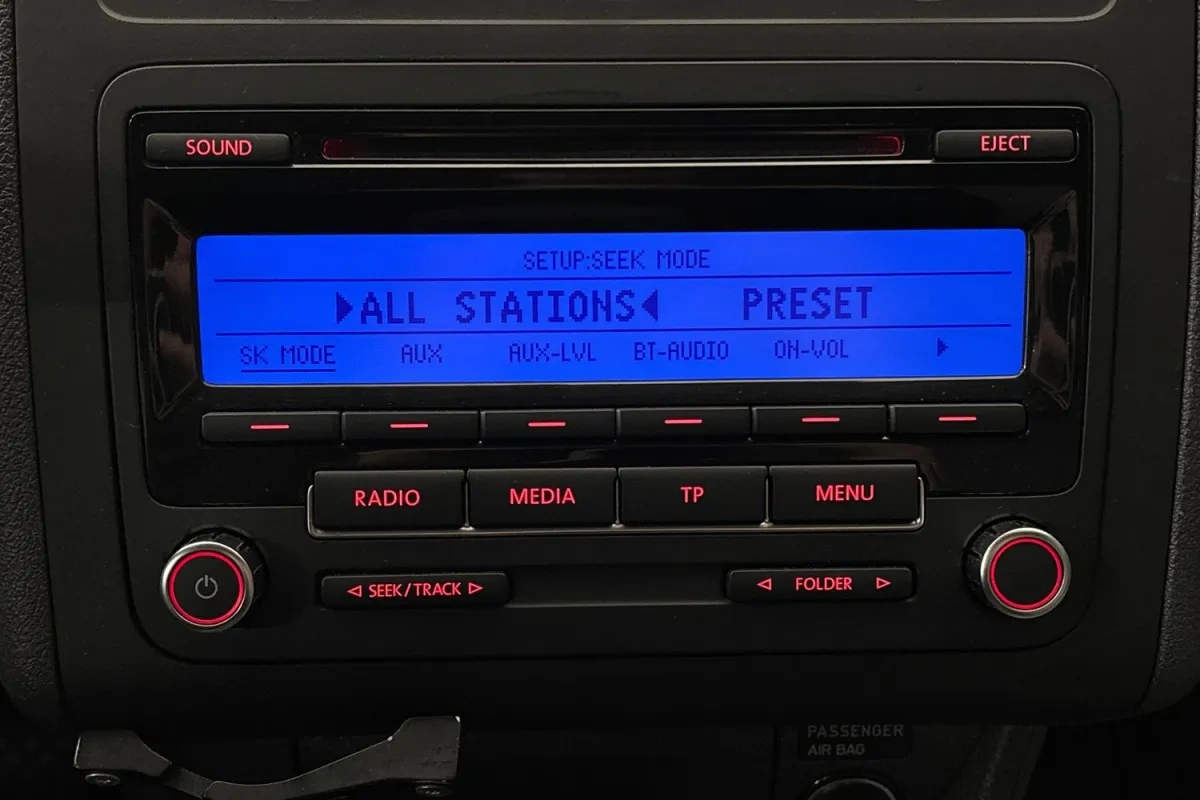 SOUND EJECT
SETUP:SEEK MODE
ALL STATIONS PRESET
SK MODE AUX AUX-LVL BT-AUDIO ON-VOL
RADIO MEDIA TP MENU
SEEK/TRACK FOLDER
PASSENGER
AIR BAG